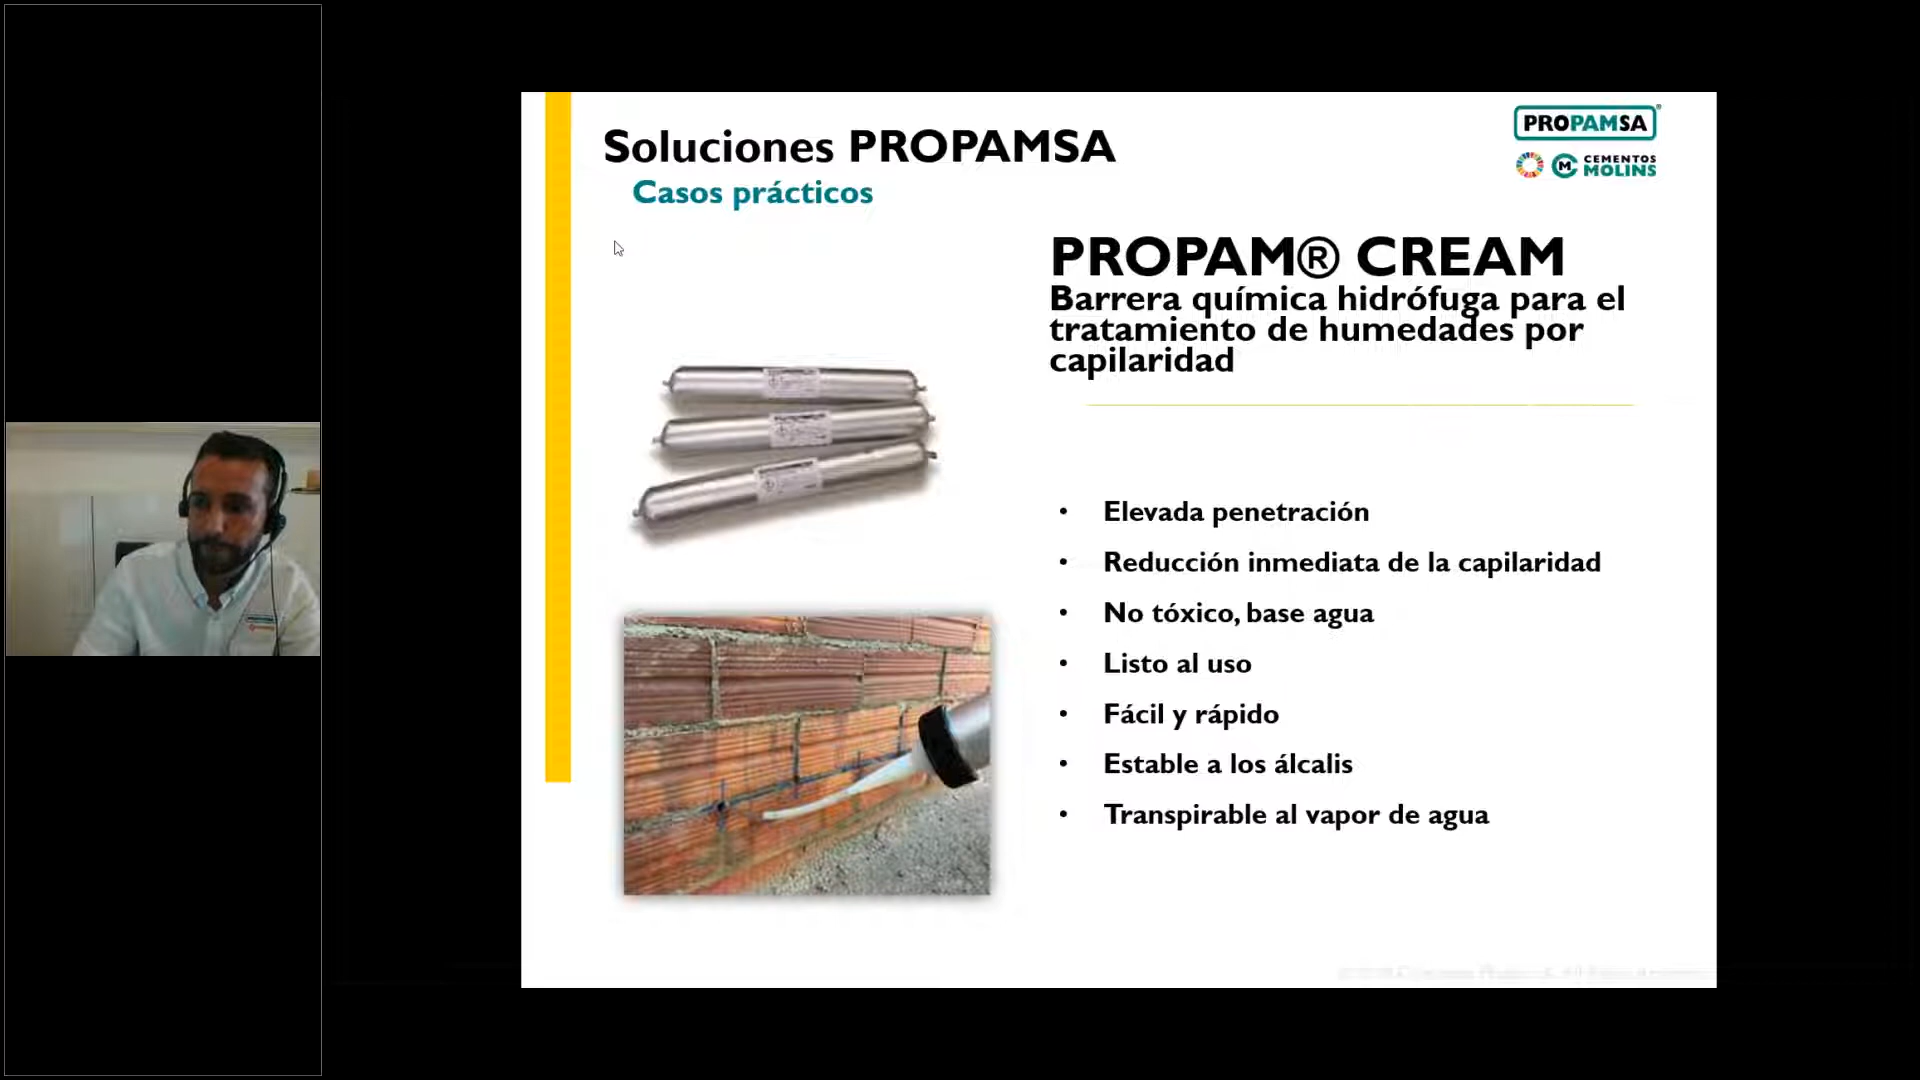 Soluciones PROPAMSA
Casos prácticos
PROPAMSA®
CEMENTOS
MOLINS
PROPAM® CREAM
Barrera química hidrófuga para el
tratamiento de humedades por
capilaridad
• Elevada penetración
• Reducción inmediata de la capilaridad
• No tóxico, base agua
• Listo al uso
• Fácil y rápido
• Estable a los álcalis
• Transpirable al vapor de agua